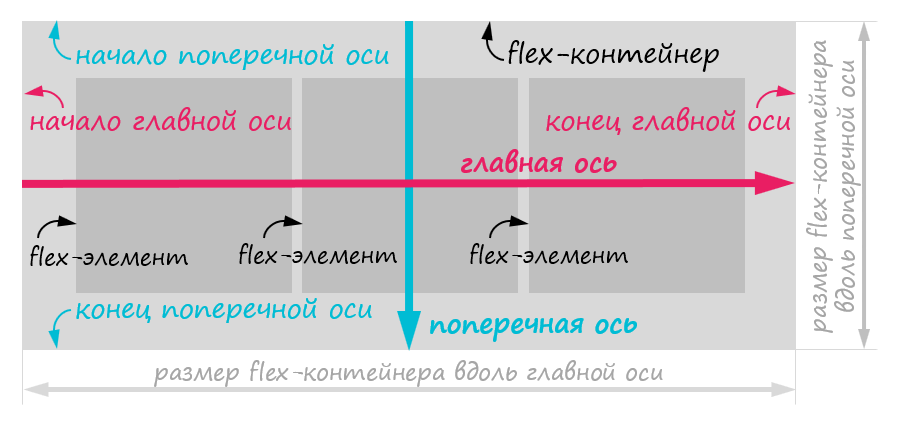 начало поперечной оси
flex-контейнер
начало главной оси
конец главной оси
главная ось
flex-элемент
flex-элемент
flex-элемент
конец поперечной оси
поперечная ось
размер flex-контейнера вдоль главной оси
размер flex-контейнера
вдоль поперечной оси